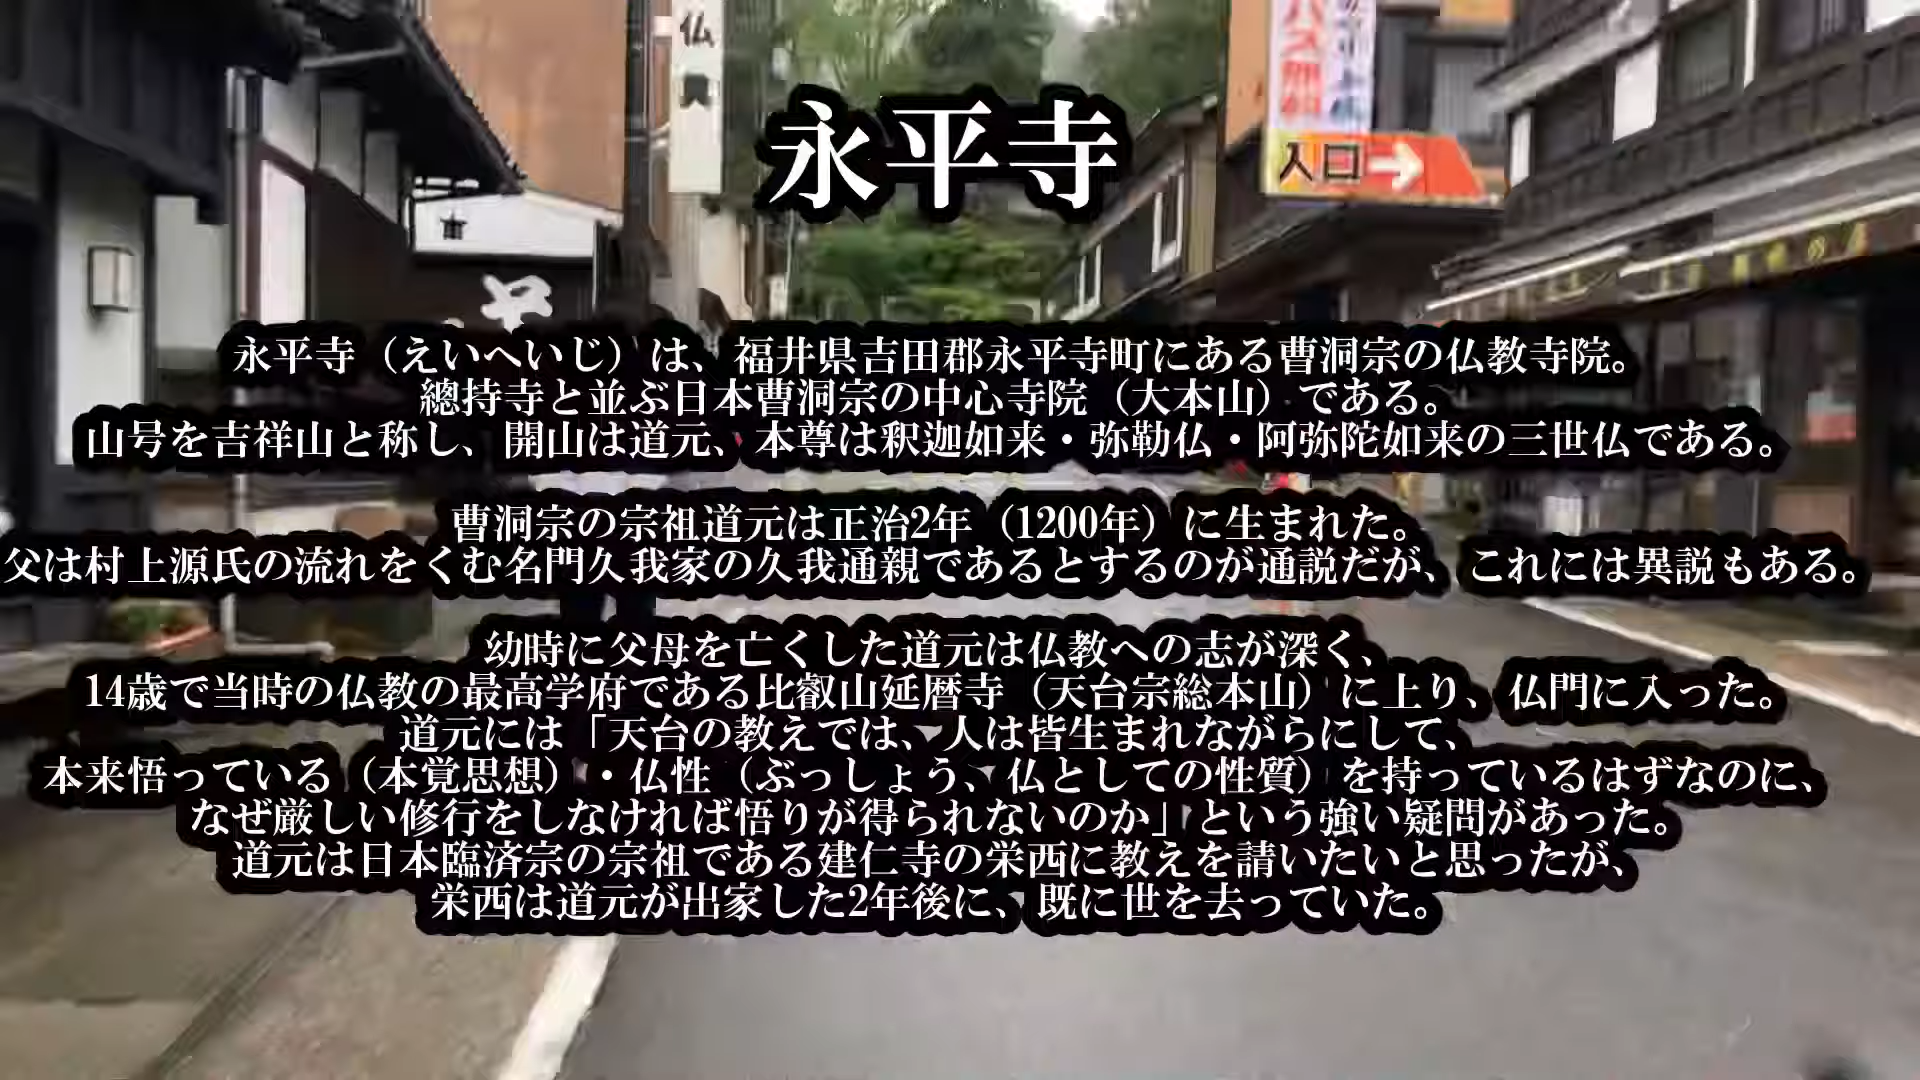 仏
具
バス無料
入口
永平寺
永平寺（えいへいじ）は、福井県吉田郡永平寺町にある曹洞宗の仏教寺院。
總持寺と並ぶ日本曹洞宗の中心寺院（大本山）である。
山号を吉祥山と称し、開山は道元、本尊は釈迦如来・弥勒仏・阿弥陀如来の三世仏である。
曹洞宗の宗祖道元は正治2年（1200年）に生まれた。
父は村上源氏の流れをくむ名門久我家の久我通親であるとするのが通説だが、これには異説もある。
幼時に父母を亡くした道元は仏教への志が深く、
14歳で当時の仏教の最高学府である比叡山延暦寺（天台宗総本山）に上り、仏門に入った。
道元には「天台の教えでは、人は皆生まれながらにして、
本来悟っている（本覚思想）・仏性（ぶっしょう、仏としての性質）を持っているはずなのに、
なぜ厳しい修行をしなければ悟りが得られないのか」という強い疑問があった。
道元は日本臨済宗の宗祖である建仁寺の栄西に教えを請いたいと思ったが、
栄西は道元が出家した2年後に、既に世を去っていた。